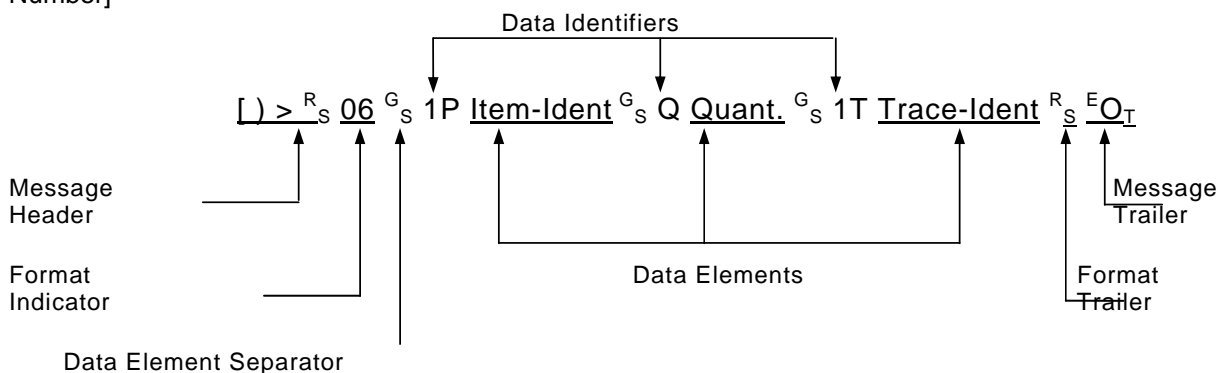 Number]
Data Identifiers
[ ) > RS 06 GS 1P Item-Ident GS Q Quant. GS 1T Trace-Ident RS EOT
Message
Header
Message
Trailer
Format
Indicator
Data Elements
Format
Trailer
Data Element Separator